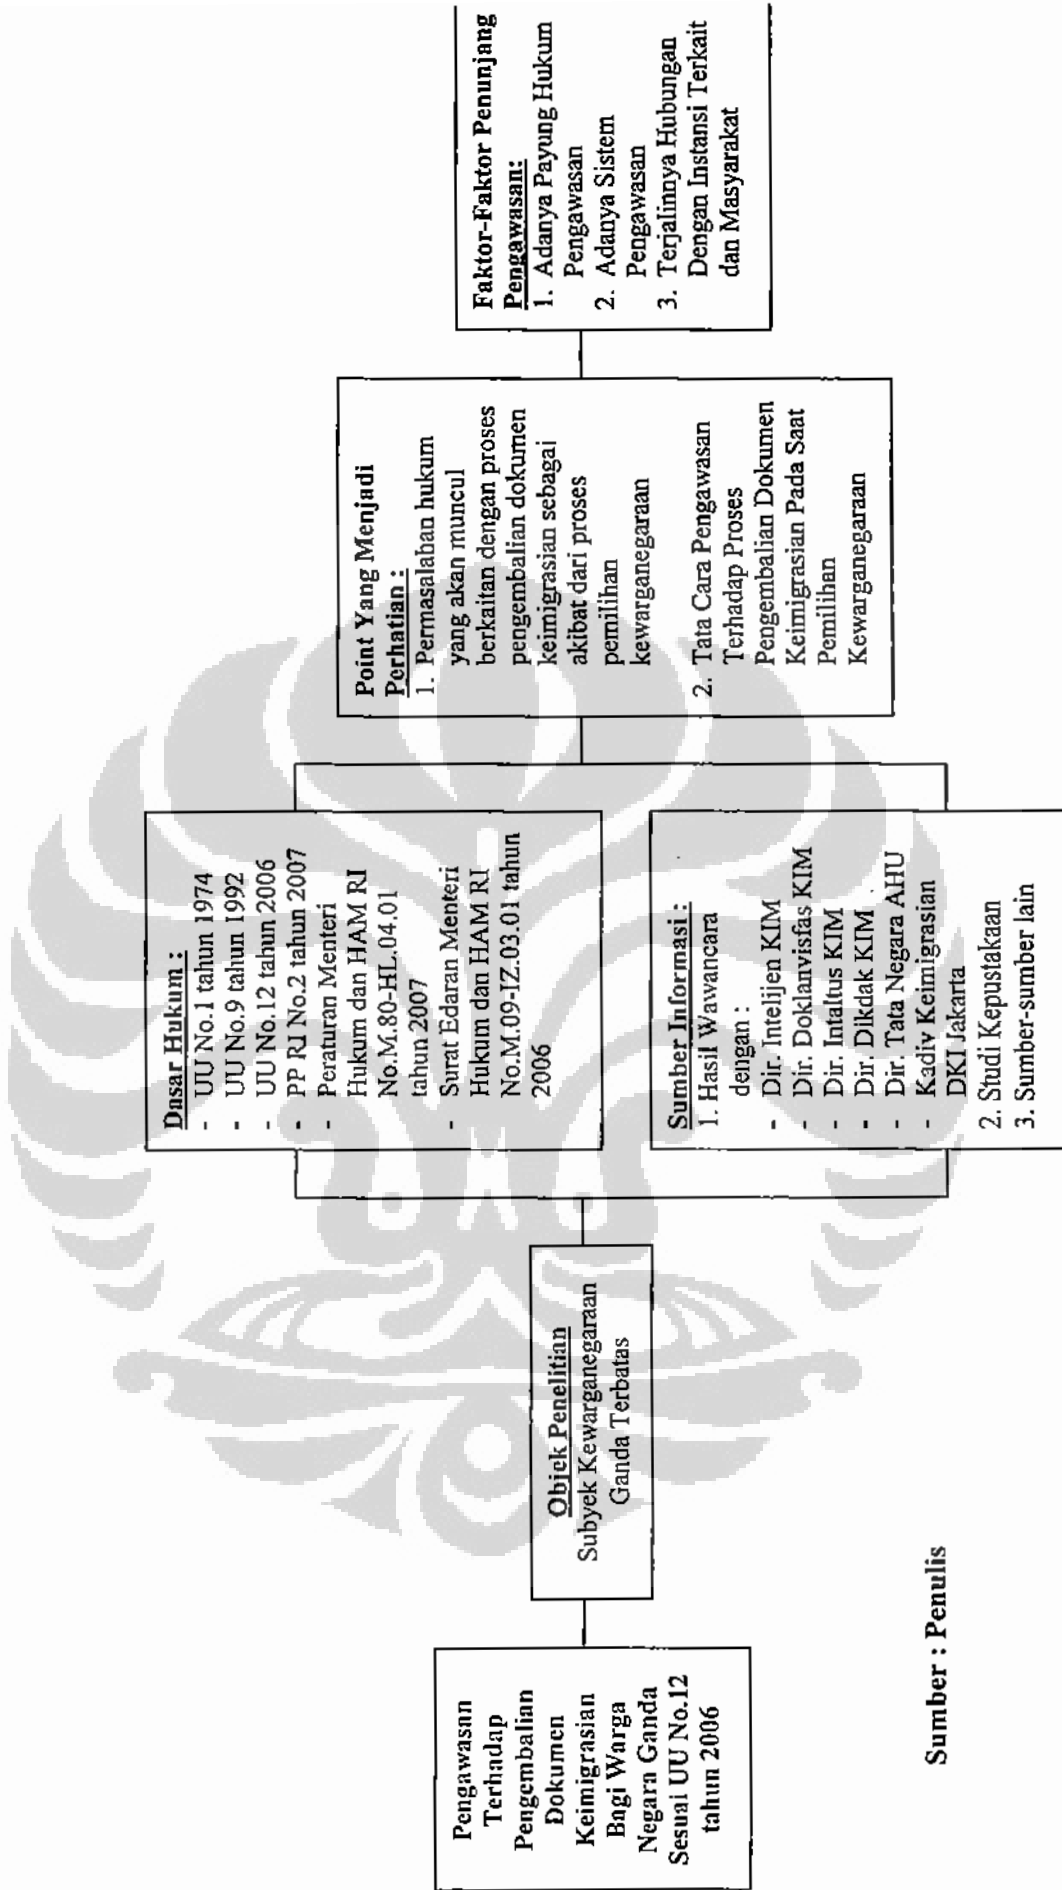 Pengawasan
Terhadap
Pengembalian
Dokumen
Keimigrasian
Bagi Warga
Negara Ganda
Sesuai UU No.12
tahun 2006
Objek Penelitian
Subyek Kewarganegaraan
Ganda Terbatas
Dasar Hukum :
- UU No.1 tahun 1974
- UU No.9 tahun 1992
- UU No.12 tahun 2006
- PP RI No.2 tahun 2007
- Peraturan Menteri
Hukum dan HAM RI
No.M.80-HL.04.01
tahun 2007
- Surat Edaran Menteri
Hukum dan HAM RI
No.M.09-IZ.03.01 tahun
2006
Sumber Informasi :
1. Hasil Wawancara
dengan :
- Dir. Intelijen KIM
- Dir. Doklanvisfas KIM
- Dir. Intaltus KIM
- Dir. Dikdak KIM
- Dir. Tata Negara AHU
- Kadiv Keimigrasian
DKI Jakarta
2. Studi Kepustakaan
3. Sumber-sumber lain
Point Yang Menjadi
Perhatian :
1. Permasalahan hukum
yang akan muncul
berkaitan dengan proses
pengembalian dokumen
keimigrasian sebagai
akibat dari proses
pemilihan
kewarganegaraan
2. Tata Cara Pengawasan
Terhadap Proses
Pengembalian Dokumen
Keimigrasian Pada Saat
Pemilihan
Kewarganegaraan
Faktor-Faktor Penunjang
Pengawasan:
1. Adanya Payung Hukum
Pengawasan
2. Adanya Sistem
Pengawasan
3. Terjalinnya Hubungan
Dengan Instansi Terkait
dan Masyarakat
Sumber : Penulis